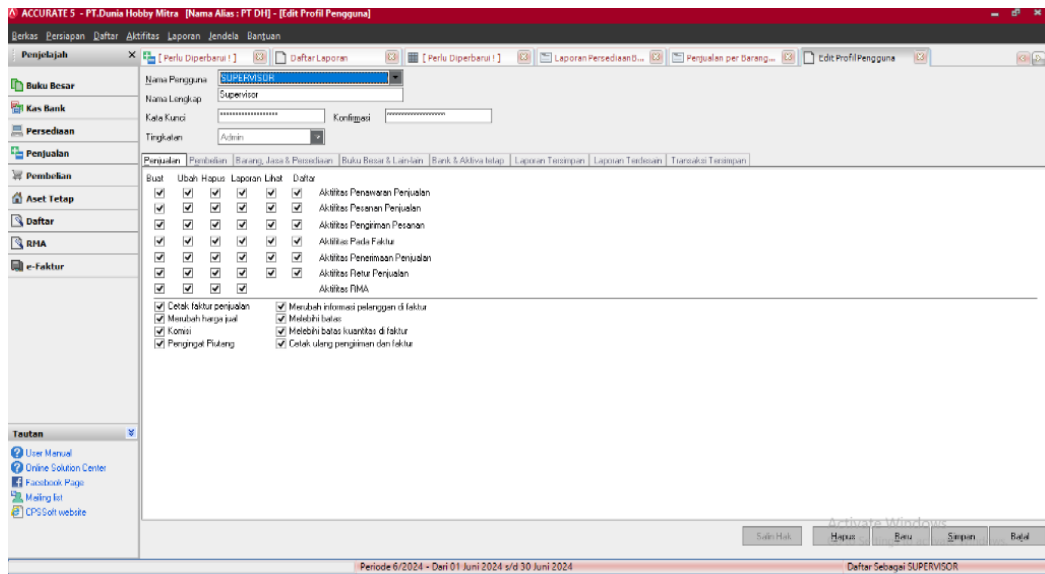 ACCURATE 5 - PT.Dunia Hobby Mitra [Nama Alias : PT DH] - [Edit Profil Pengguna]
Berkas Persiapan Daftar Aktifitas Laporan Jendela Bantuan
Penjelajah
[ Perlu Diperbarui ! ] Daftar Laporan [ Perlu Diperbarui ! ] Laporan Persediaan B... Penjualan per Barang... Edit Profil Pengguna
Buku Besar
Kas Bank
Persediaan
Penjualan
Pembelian
Aset Tetap
Daftar
RMA
e-Faktur
Nama Pengguna SUPERVISOR
Nama Lengkap Supervisor
Kata Kunci ****************** Konfirmasi ******************
Tingkatan Admin
Penjualan Pembelian Barang, Jasa & Persediaan Buku Besar & Lain-lain Bank & Aktiva tetap Laporan Tersimpan Laporan Terdesain Transaksi Tersimpan
Buat Ubah Hapus Laporan Lihat Daftar
Aktifitas Penawaran Penjualan
Aktifitas Pesanan Penjualan
Aktifitas Pengiriman Pesanan
Aktifitas Pada Faktur
Aktifitas Penerimaan Penjualan
Aktifitas Retur Penjualan
Aktifitas RMA
Cetak faktur penjualan Merubah informasi pelanggan di faktur
Merubah harga jual Melebihi batas
Komisi Melebihi batas kuantitas di faktur
Pengingat Piutang Cetak ulang pengiriman dan faktur
Tautan
User Manual
Online Solution Center
Facebook Page
Mailing list
CPSSoft website
Activate Windows
Salin Hak Hapus Baru Simpan Batal
Periode 6/2024 - Dari 01 Juni 2024 s/d 30 Juni 2024 Daftar Sebagai SUPERVISOR